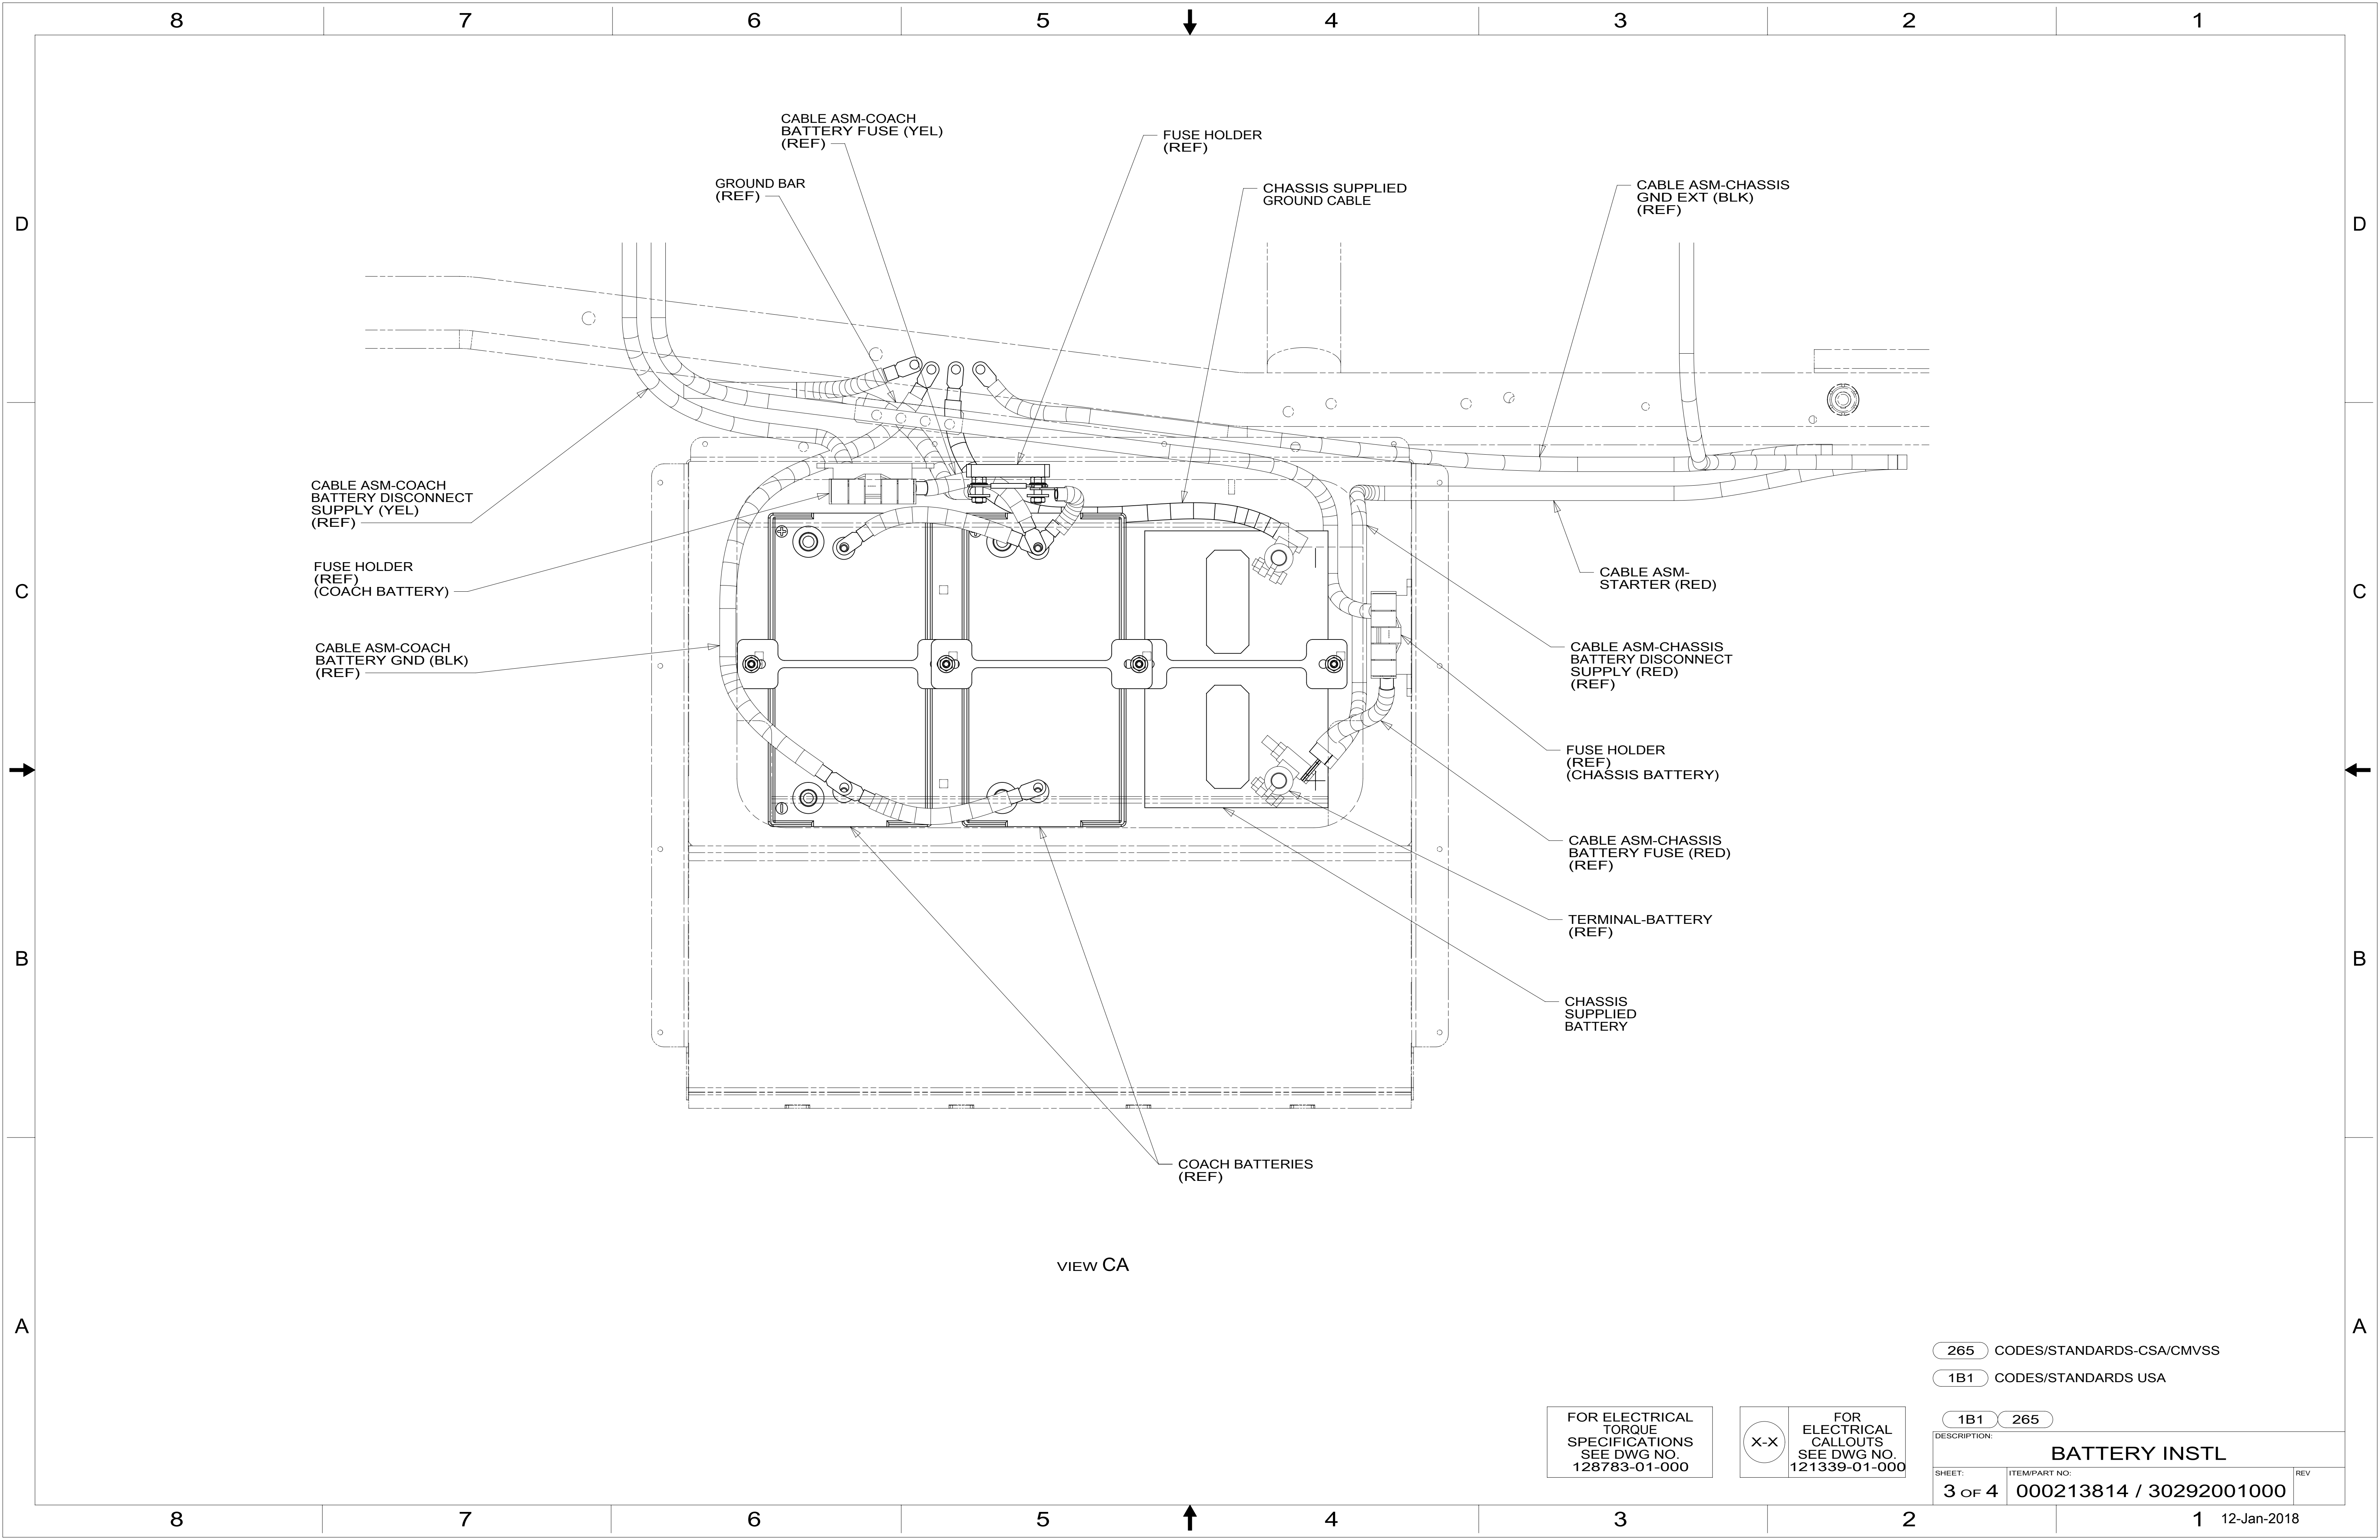 8 7 6 5 4 3 2 1
CABLE ASM-COACH
BATTERY FUSE (YEL)
(REF)
FUSE HOLDER
(REF)
GROUND BAR
(REF)
CHASSIS SUPPLIED
GROUND CABLE
CABLE ASM-CHASSIS
GND EXT (BLK)
(REF)
D D
CABLE ASM-COACH
BATTERY DISCONNECT
SUPPLY (YEL)
(REF)
FUSE HOLDER
(REF)
(COACH BATTERY)
CABLE ASM-
STARTER (RED)
C C
CABLE ASM-COACH
BATTERY GND (BLK)
(REF)
CABLE ASM-CHASSIS
BATTERY DISCONNECT
SUPPLY (RED)
(REF)
FUSE HOLDER
(REF)
(CHASSIS BATTERY)
CABLE ASM-CHASSIS
BATTERY FUSE (RED)
(REF)
TERMINAL-BATTERY
(REF)
B B
CHASSIS
SUPPLIED
BATTERY
COACH BATTERIES
(REF)
VIEW CA
A A
265 CODES/STANDARDS-CSA/CMVSS
1B1 CODES/STANDARDS USA
FOR ELECTRICAL
TORQUE
SPECIFICATIONS
SEE DWG NO.
128783-01-000
X-X
FOR
ELECTRICAL
CALLOUTS
SEE DWG NO.
121339-01-000
1B1 265
DESCRIPTION:
BATTERY INSTL
SHEET: ITEM/PART NO: REV
3 OF 4 000213814 / 30292001000
8 7 6 5 4 3 2 1 12-Jan-2018